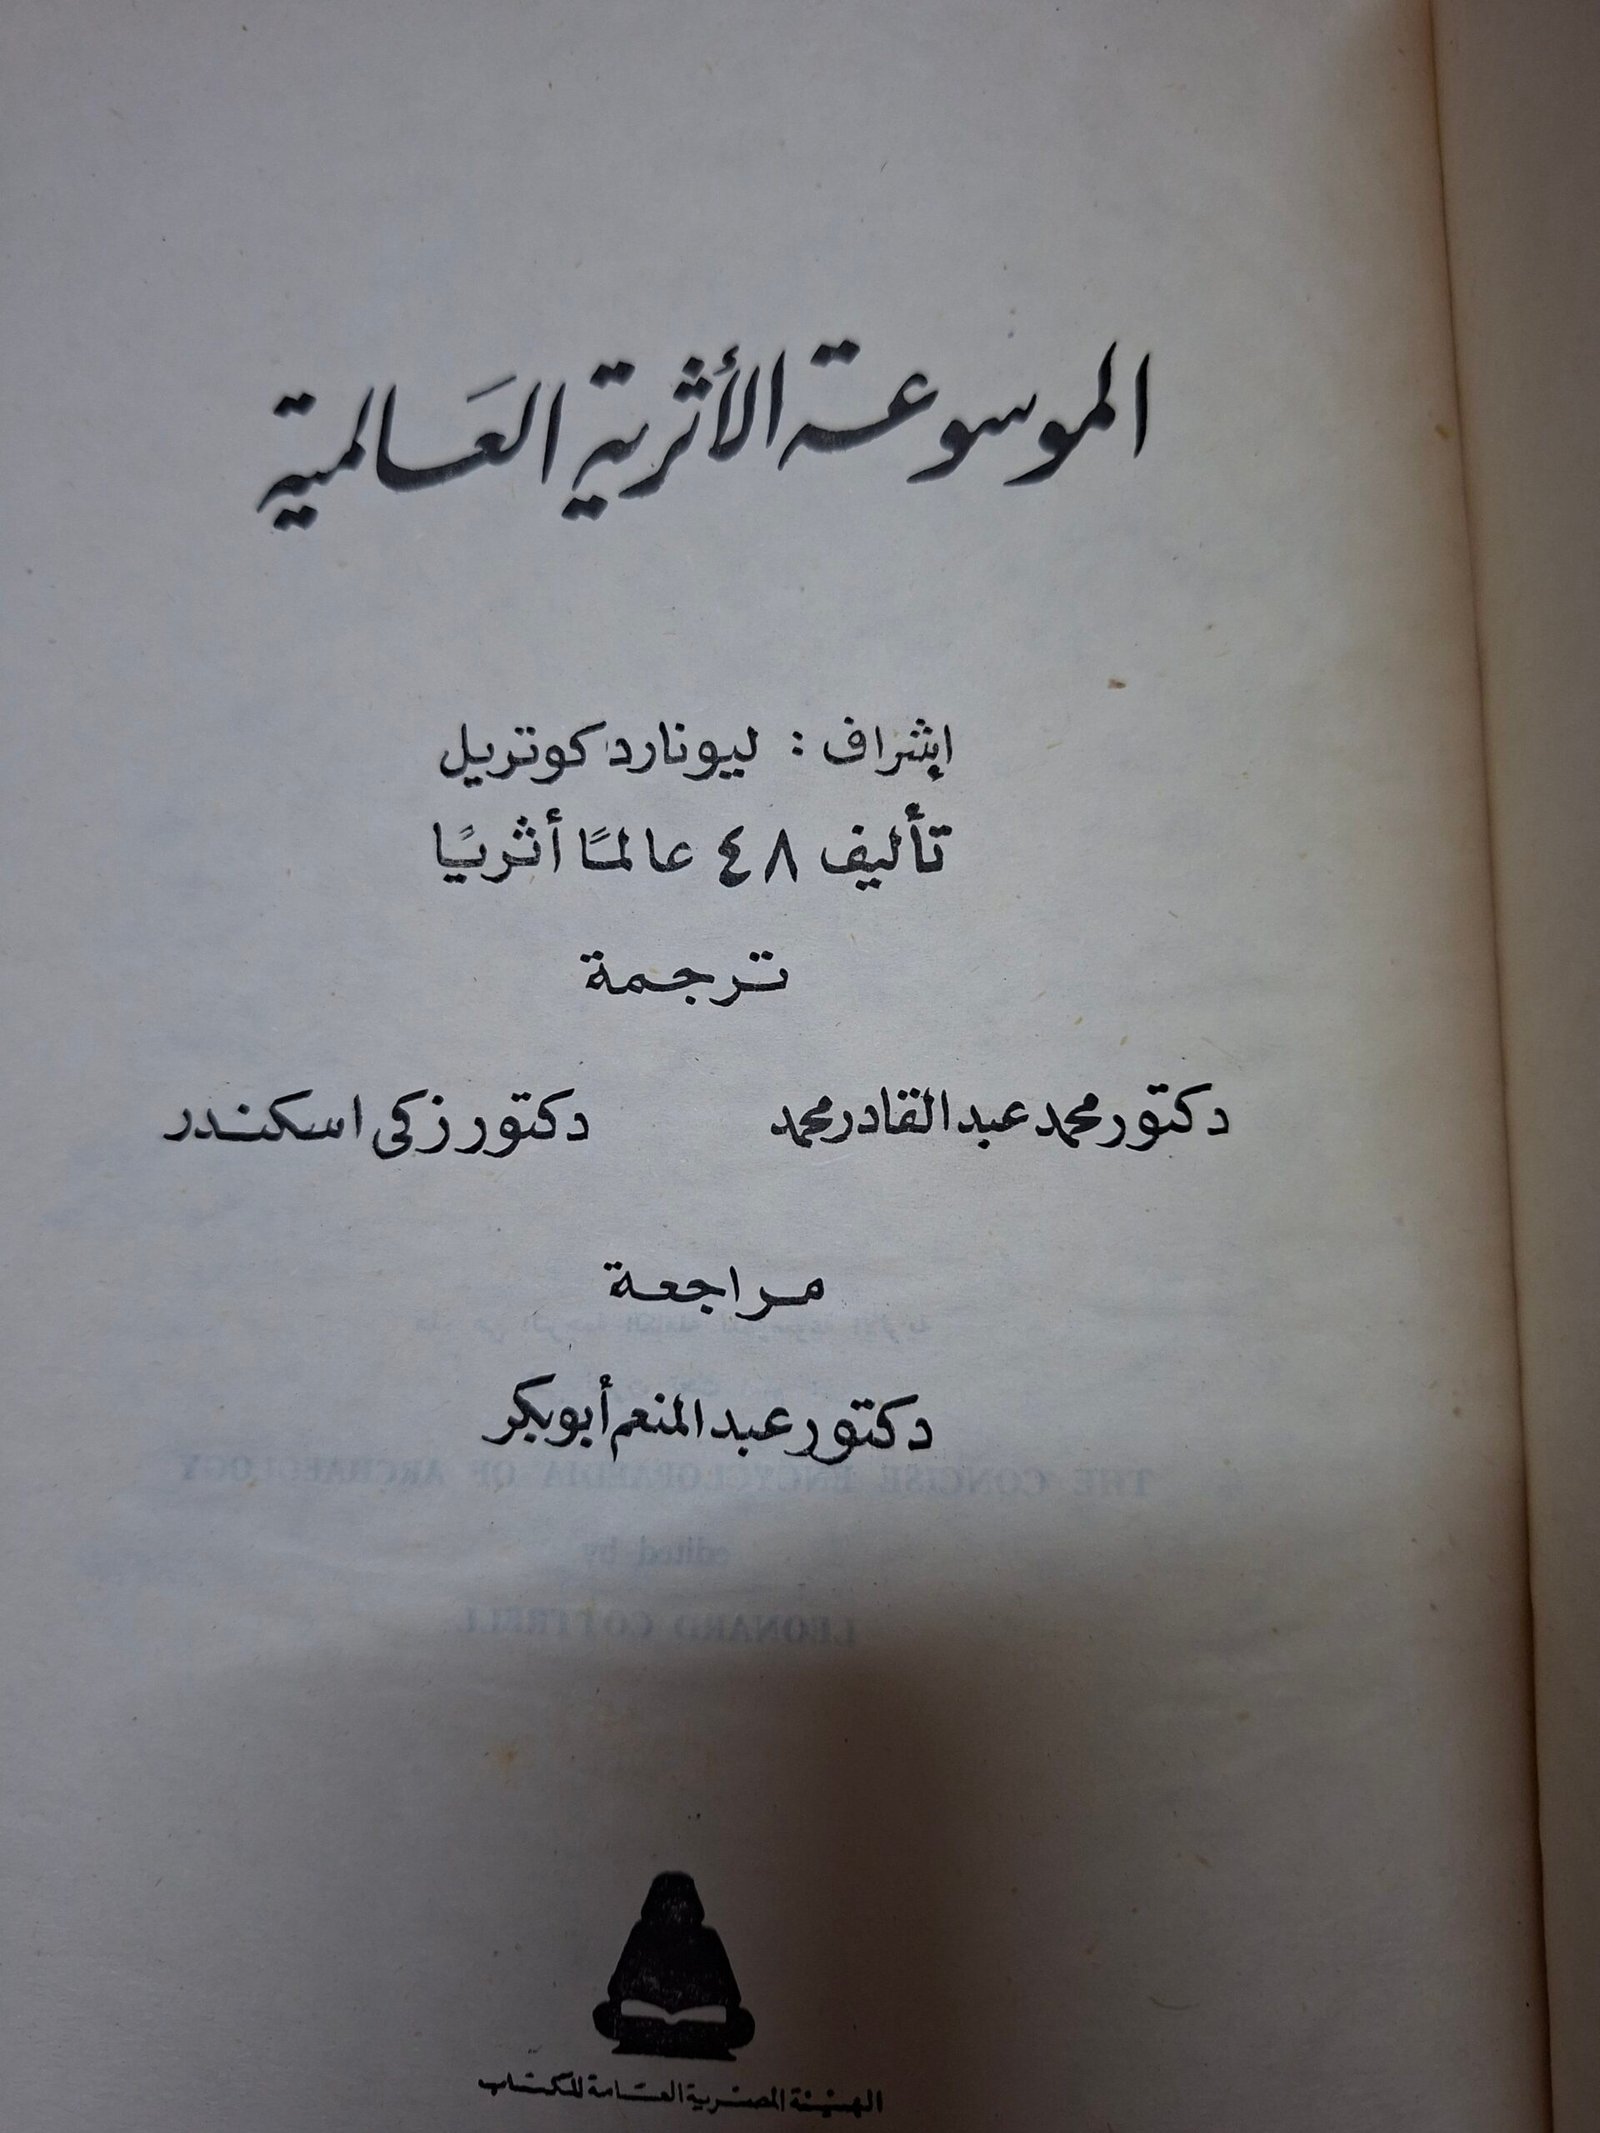 الموسوعة الأثرية العالمية
إشراف : ليونارد كوتريل
تأليف ٤٨ عالمًا أثريًا
ترجمة
دكتور محمد عبد القادر محمد دكتور زكى اسكندر
مراجعة
دكتور عبد المنعم أبو بكر
THE CONCISE ENCYCLOPAEDIA OF ARCHAEOLOGY
edited by
LEONARD COTTRELL
الهيئة المصرية العامة للكتاب